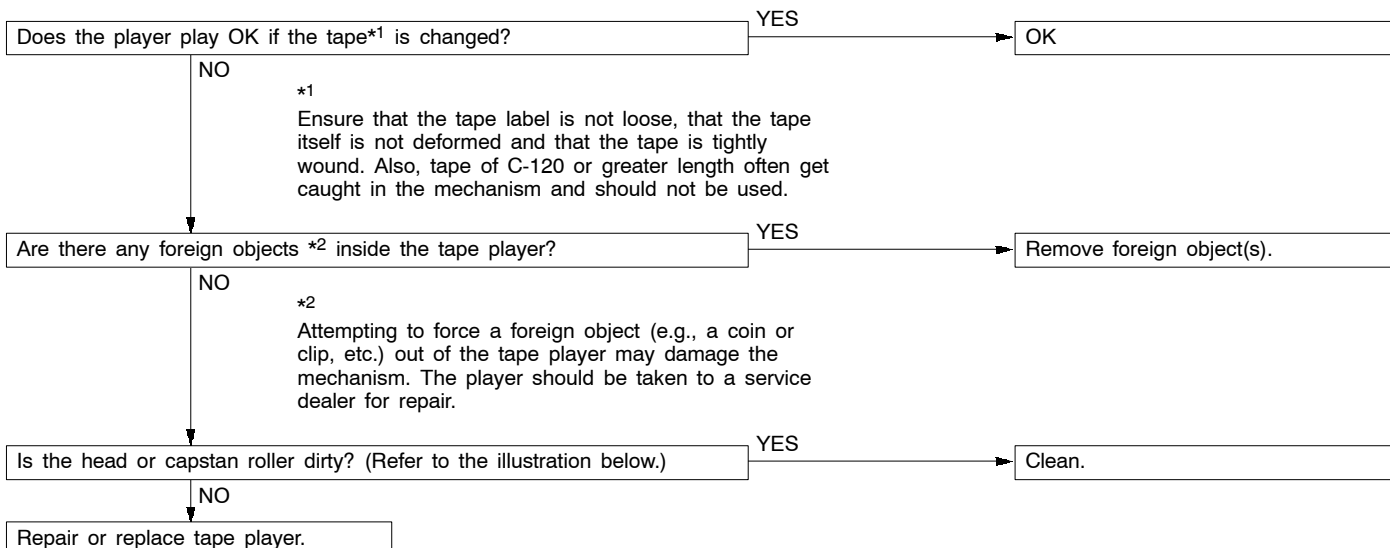 YES
Does the player play OK if the tape*1 is changed?
OK
NO
*1
Ensure that the tape label is not loose, that the tape
itself is not deformed and that the tape is tightly
wound. Also, tape of C-120 or greater length often get
caught in the mechanism and should not be used.
YES
Are there any foreign objects *2 inside the tape player?
Remove foreign object(s).
NO
*2
Attempting to force a foreign object (e.g., a coin or
clip, etc.) out of the tape player may damage the
mechanism. The player should be taken to a service
dealer for repair.
YES
Is the head or capstan roller dirty? (Refer to the illustration below.)
Clean.
NO
Repair or replace tape player.